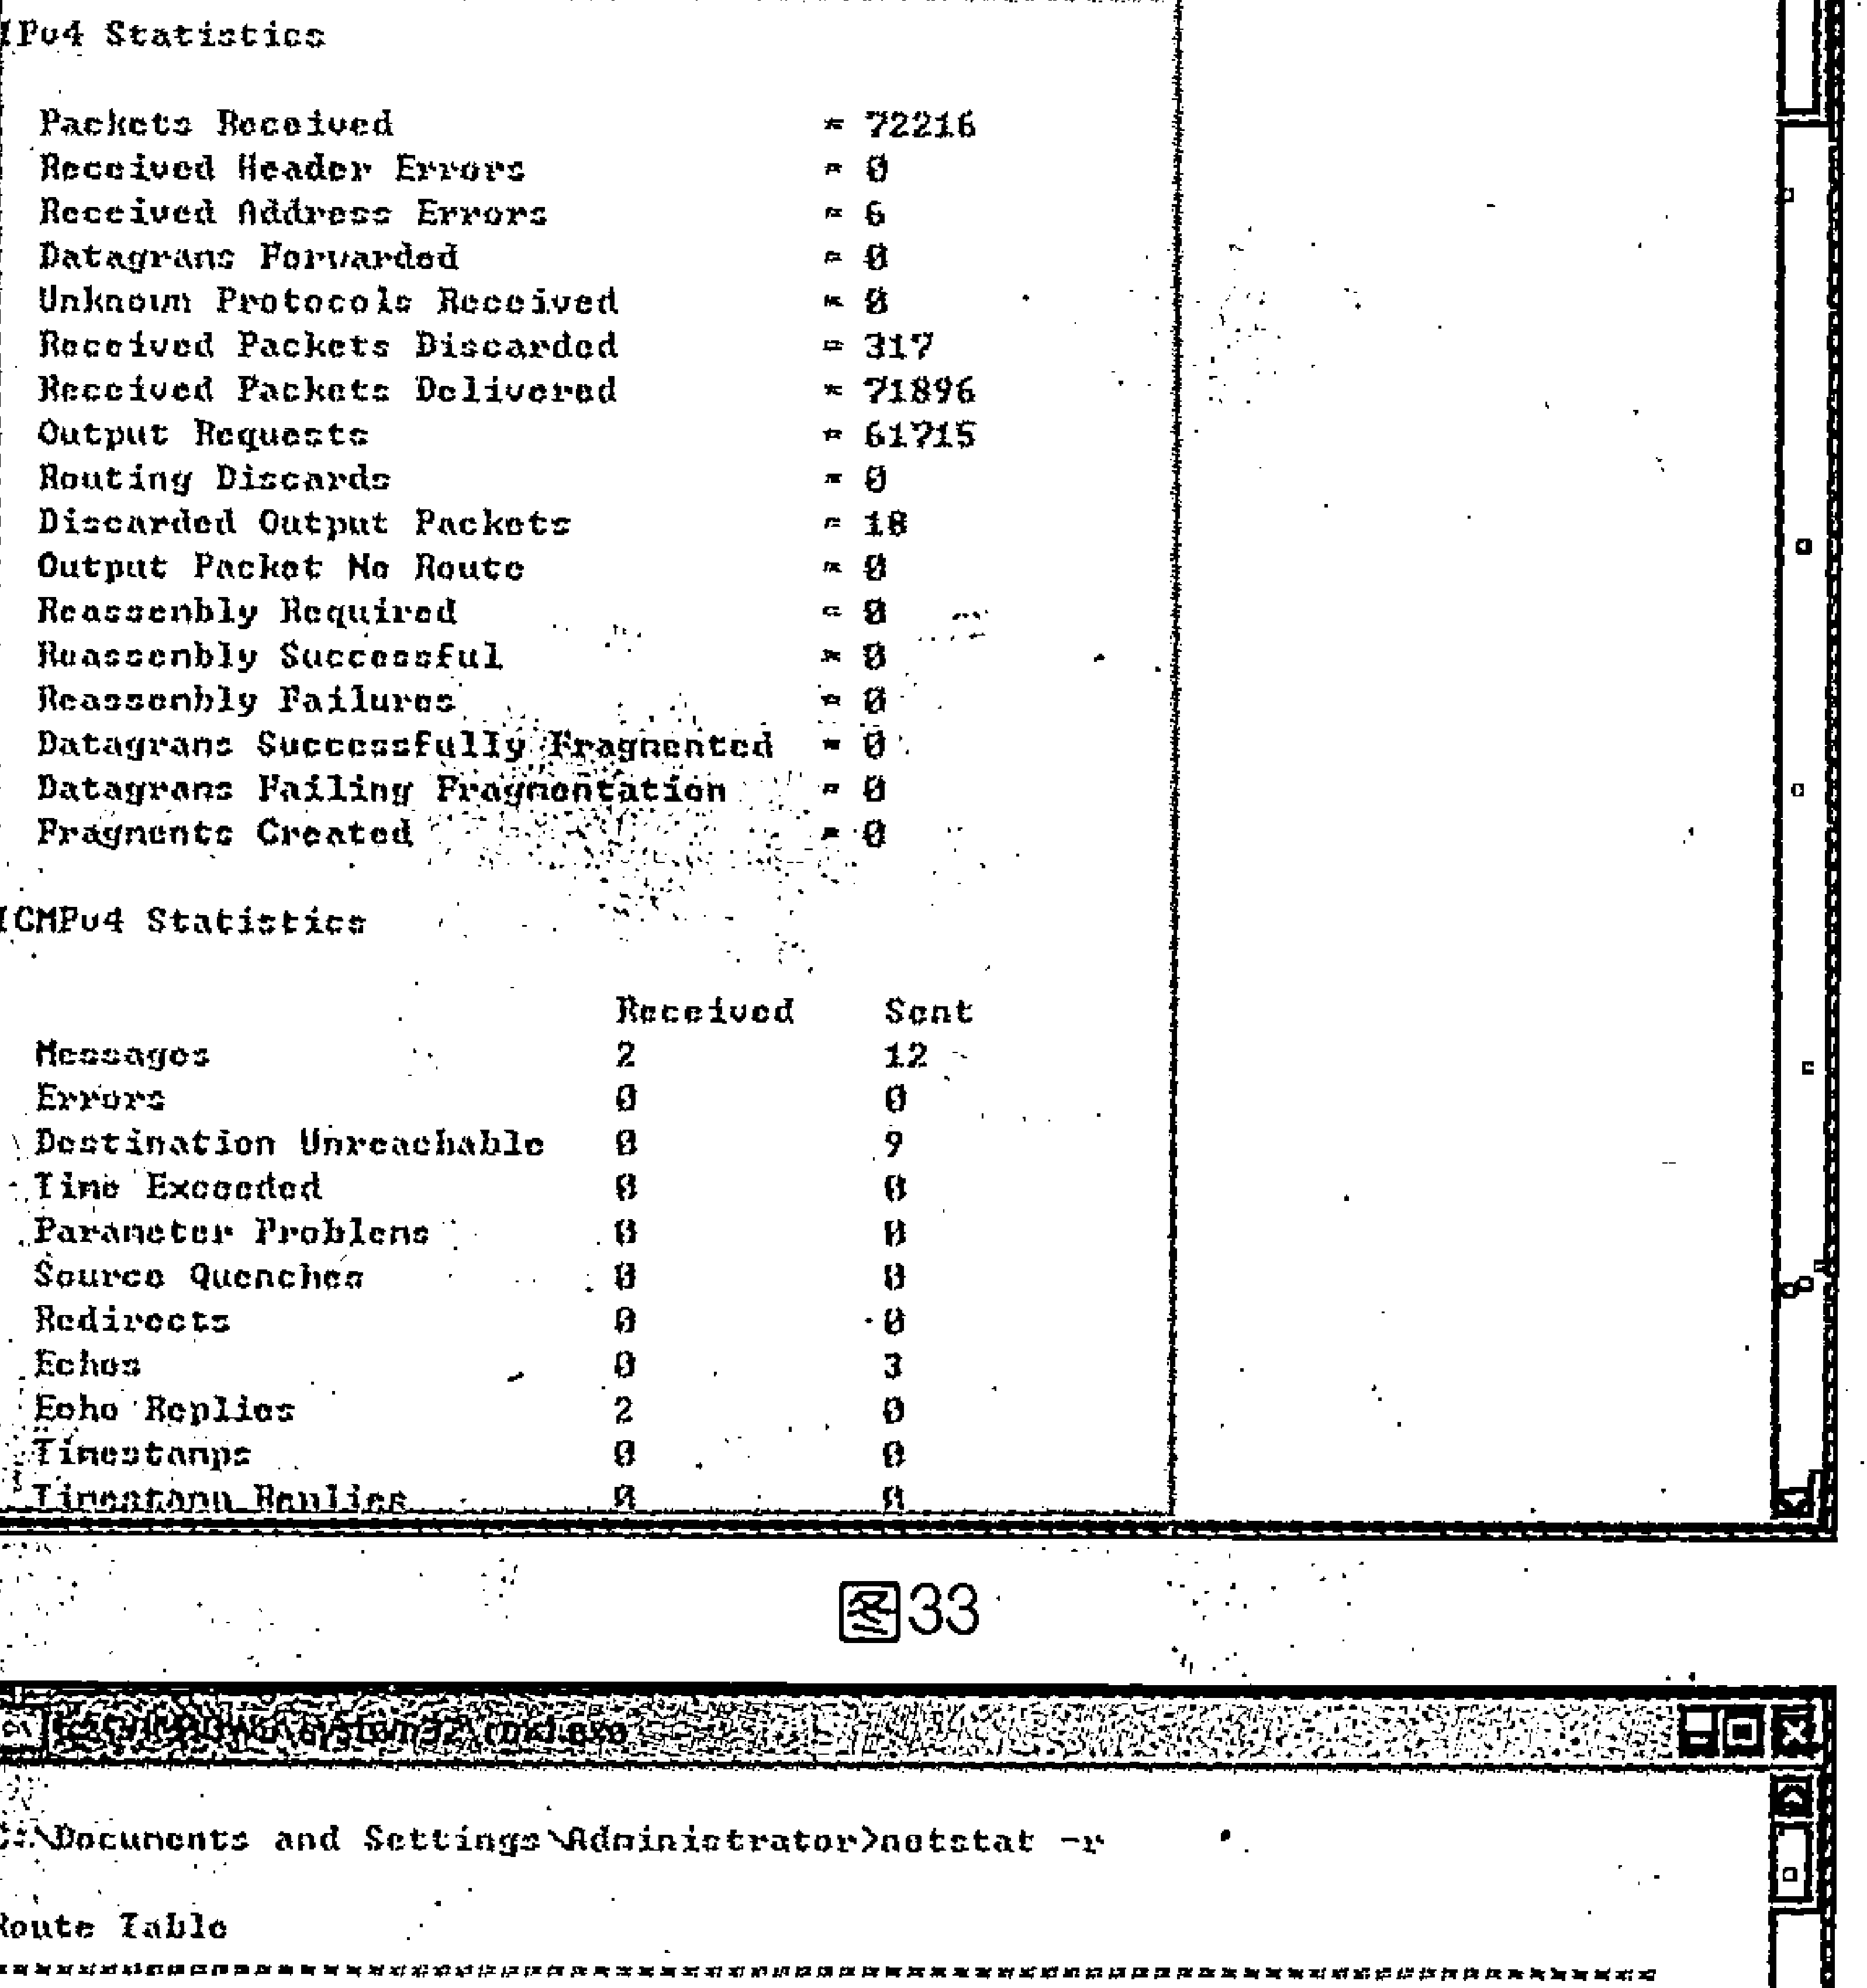 IPv4 Statistics
Packets Received = 72216
Received Header Errors = 0
Received Address Errors = 6
Datagrams Forwarded = 0
Unknown Protocols Received = 0
Received Packets Discarded = 317
Received Packets Delivered = 71896
Output Requests = 61715
Routing Discards = 0
Discarded Output Packets = 18
Output Packet No Route = 0
Reassembly Required = 0
Reassembly Successful = 0
Reassembly Failures = 0
Datagrams Successfully Fragmented = 0
Datagrams Failing Fragmentation = 0
Fragments Created = 0
ICMPv4 Statistics
Received Sent
Messages 2 12
Errors 0 0
Destination Unreachable 0 9
Time Exceeded 0 0
Parameter Problems 0 0
Source Quenches 0 0
Redirects 0 0
Echos 0 3
Echo Replies 2 0
Timestamps 0 0
Timestamp Replies 0 0
图33
C:\Documents and Settings\Administrator>netstat -r
Route Table